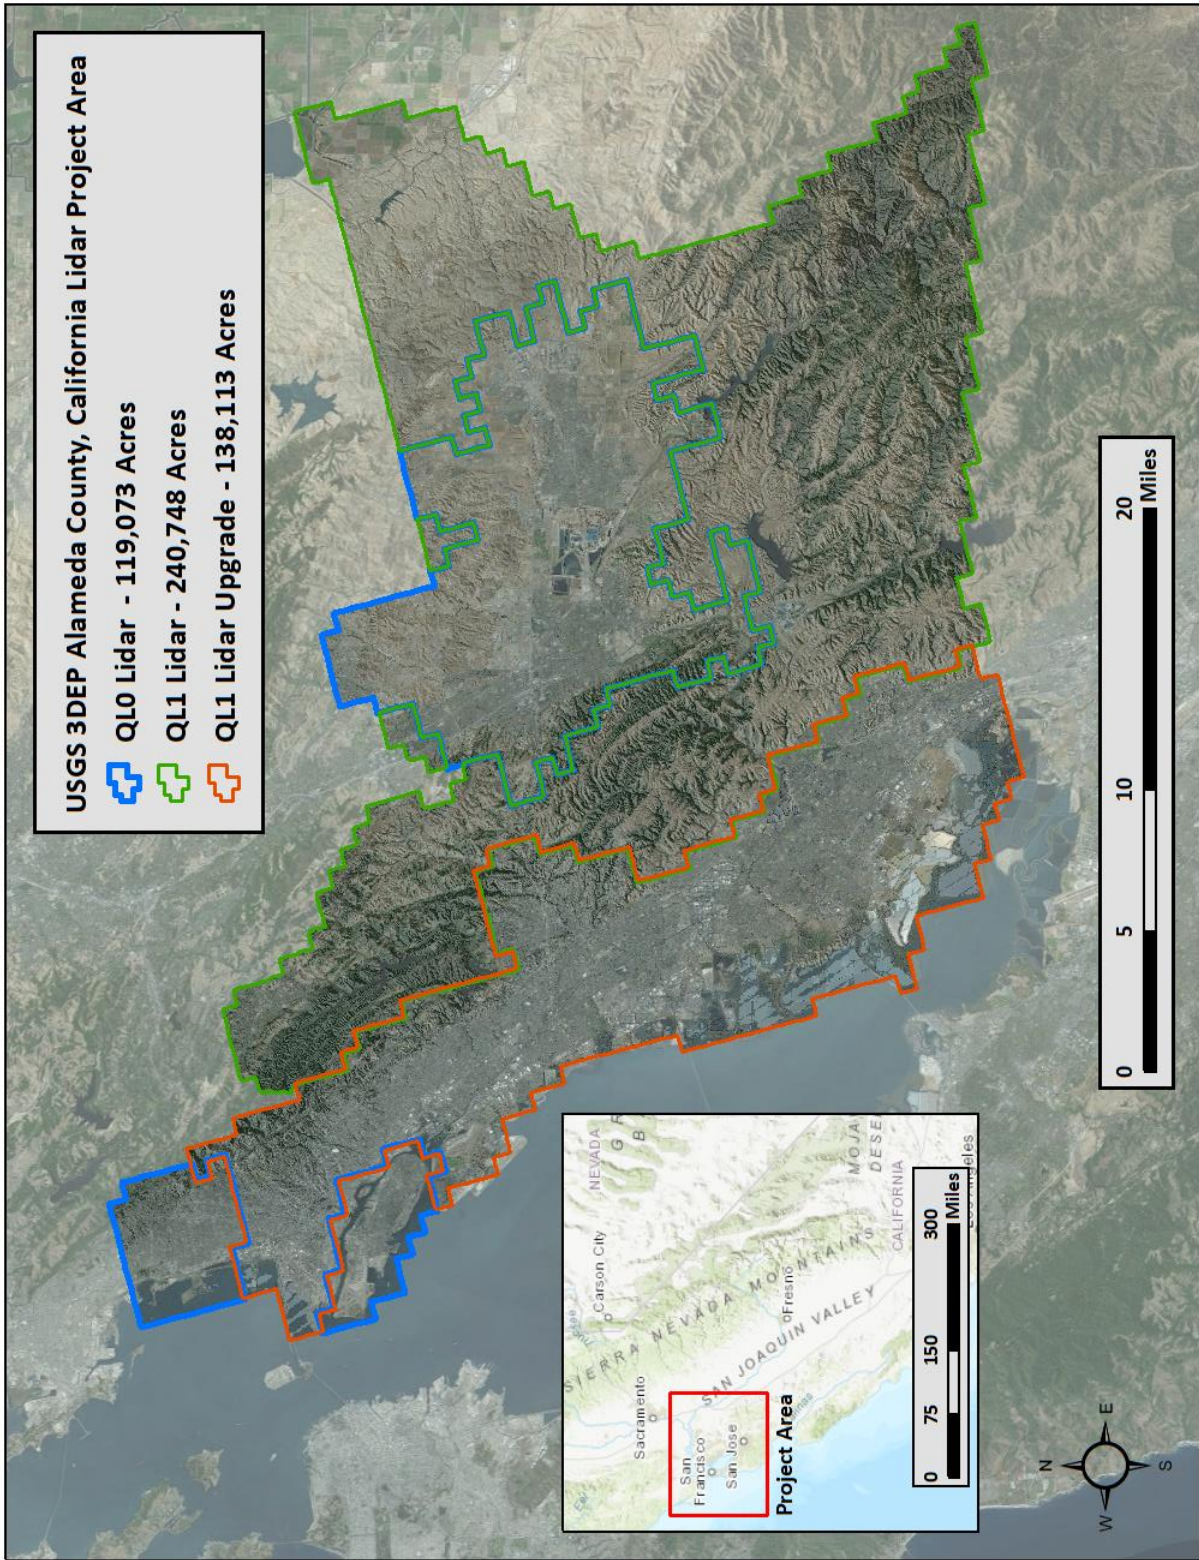 USGS 3DEP Alameda County, California Lidar Project Area
QL0 Lidar - 119,073 Acres
QL1 Lidar - 240,748 Acres
QL1 Lidar Upgrade - 138,113 Acres
NEVADA
Carson City
Sacramento
SIERRA NEVADA MOUNTAINS
San
Francisco
San Jose
Fresno
SAN JOAQUIN VALLEY
CALIFORNIA
Project Area
0 75 150 300
Miles
0 5 10 20
Miles
N
W E
S